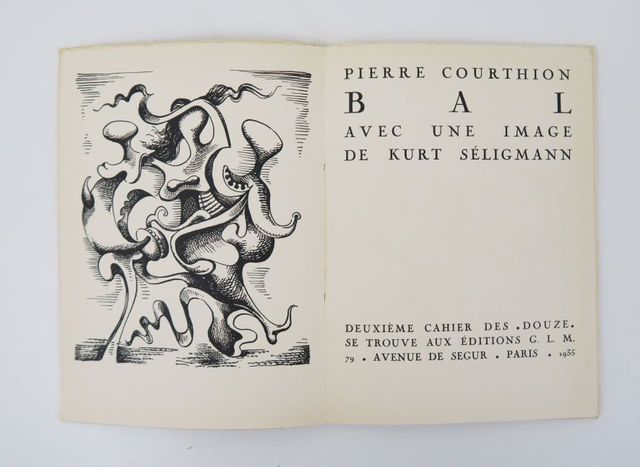 PIERRE COURTHION
BAL
AVEC UNE IMAGE
DE KURT SÉLIGMANN
DEUXIÈME CAHIER DES .DOUZE.
SE TROUVE AUX ÉDITIONS G. L. M.
79 . AVENUE DE SEGUR . PARIS . 1935